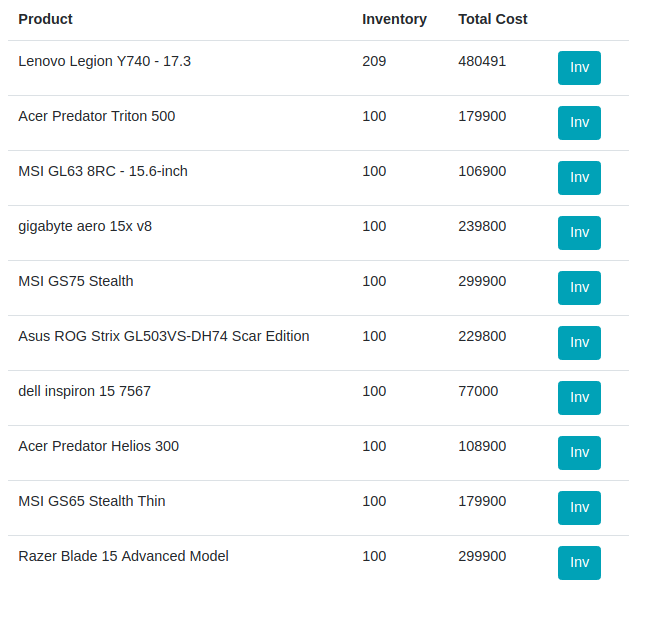 Product Inventory Total Cost
Lenovo Legion Y740 - 17.3 209 480491 Inv
Acer Predator Triton 500 100 179900 Inv
MSI GL63 8RC - 15.6-inch 100 106900 Inv
gigabyte aero 15x v8 100 239800 Inv
MSI GS75 Stealth 100 299900 Inv
Asus ROG Strix GL503VS-DH74 Scar Edition 100 229800 Inv
dell inspiron 15 7567 100 77000 Inv
Acer Predator Helios 300 100 108900 Inv
MSI GS65 Stealth Thin 100 179900 Inv
Razer Blade 15 Advanced Model 100 299900 Inv